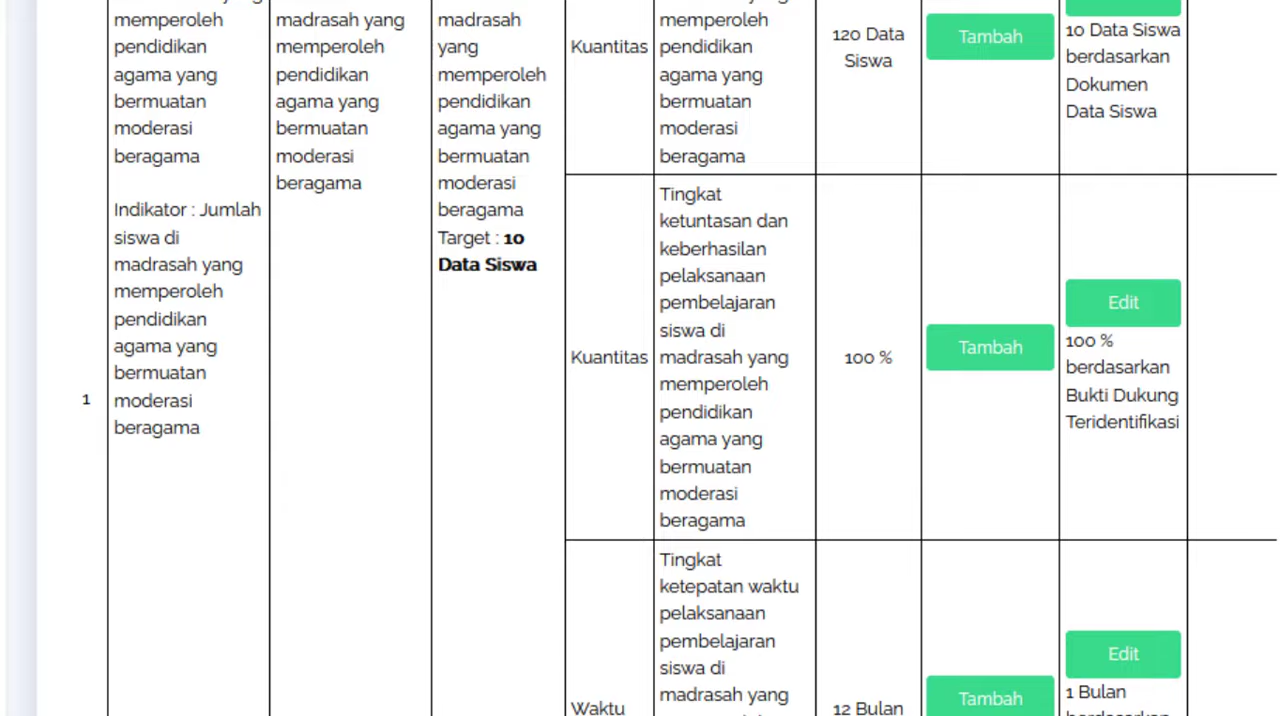 memperoleh
pendidikan
agama yang
bermuatan
moderasi
beragama
Indikator : Jumlah
siswa di
madrasah yang
memperoleh
pendidikan
agama yang
bermuatan
moderasi
beragama
1
madrasah yang
memperoleh
pendidikan
agama yang
bermuatan
moderasi
beragama
madrasah
yang
memperoleh
pendidikan
agama yang
bermuatan
moderasi
beragama
Target : 10
Data Siswa
Kuantitas
memperoleh
pendidikan
agama yang
bermuatan
moderasi
beragama
120 Data
Siswa
Tambah
10 Data Siswa
berdasarkan
Dokumen
Data Siswa
Kuantitas
Tingkat
ketuntasan dan
keberhasilan
pelaksanaan
pembelajaran
siswa di
madrasah yang
memperoleh
pendidikan
agama yang
bermuatan
moderasi
beragama
100 %
Tambah
Edit
100 %
berdasarkan
Bukti Dukung
Teridentifikasi
Waktu
Tingkat
ketepatan waktu
pelaksanaan
pembelajaran
siswa di
madrasah yang
12 Bulan
Tambah
Edit
1 Bulan